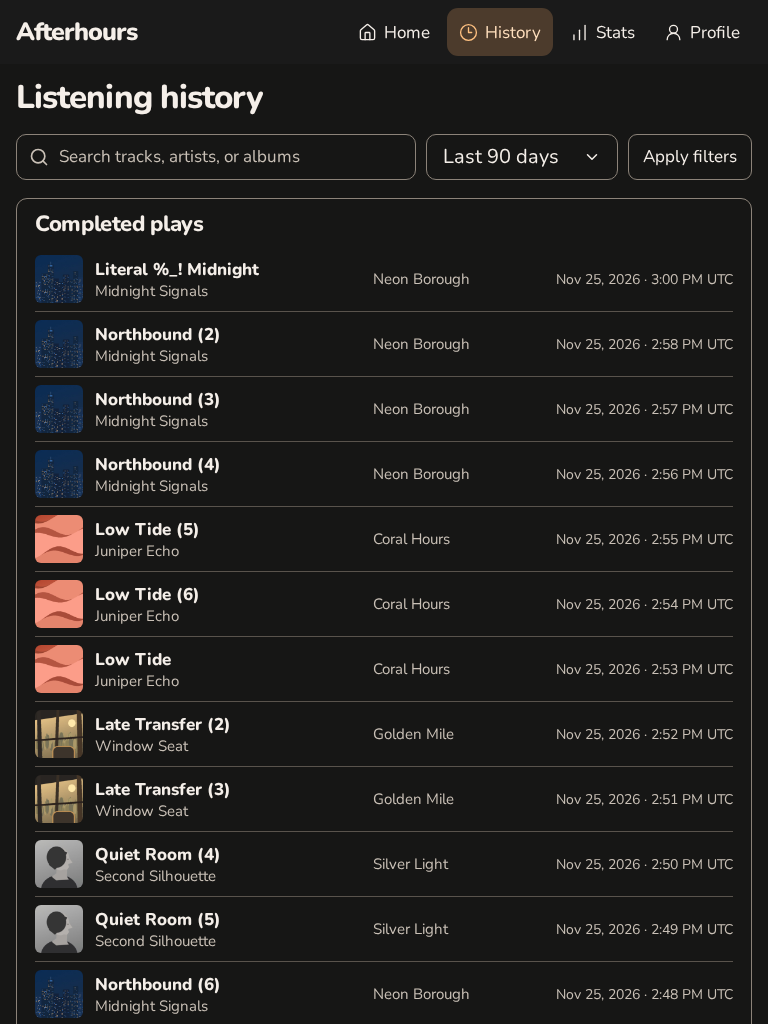 Afterhours
Home
History
Stats
Profile
Listening history
Search tracks, artists, or albums
Last 90 days
Apply filters
Completed plays
Literal %_! Midnight
Midnight Signals
Neon Borough
Nov 25, 2026 · 3:00 PM UTC
Northbound (2)
Midnight Signals
Neon Borough
Nov 25, 2026 · 2:58 PM UTC
Northbound (3)
Midnight Signals
Neon Borough
Nov 25, 2026 · 2:57 PM UTC
Northbound (4)
Midnight Signals
Neon Borough
Nov 25, 2026 · 2:56 PM UTC
Low Tide (5)
Juniper Echo
Coral Hours
Nov 25, 2026 · 2:55 PM UTC
Low Tide (6)
Juniper Echo
Coral Hours
Nov 25, 2026 · 2:54 PM UTC
Low Tide
Juniper Echo
Coral Hours
Nov 25, 2026 · 2:53 PM UTC
Late Transfer (2)
Window Seat
Golden Mile
Nov 25, 2026 · 2:52 PM UTC
Late Transfer (3)
Window Seat
Golden Mile
Nov 25, 2026 · 2:51 PM UTC
Quiet Room (4)
Second Silhouette
Silver Light
Nov 25, 2026 · 2:50 PM UTC
Quiet Room (5)
Second Silhouette
Silver Light
Nov 25, 2026 · 2:49 PM UTC
Northbound (6)
Midnight Signals
Neon Borough
Nov 25, 2026 · 2:48 PM UTC